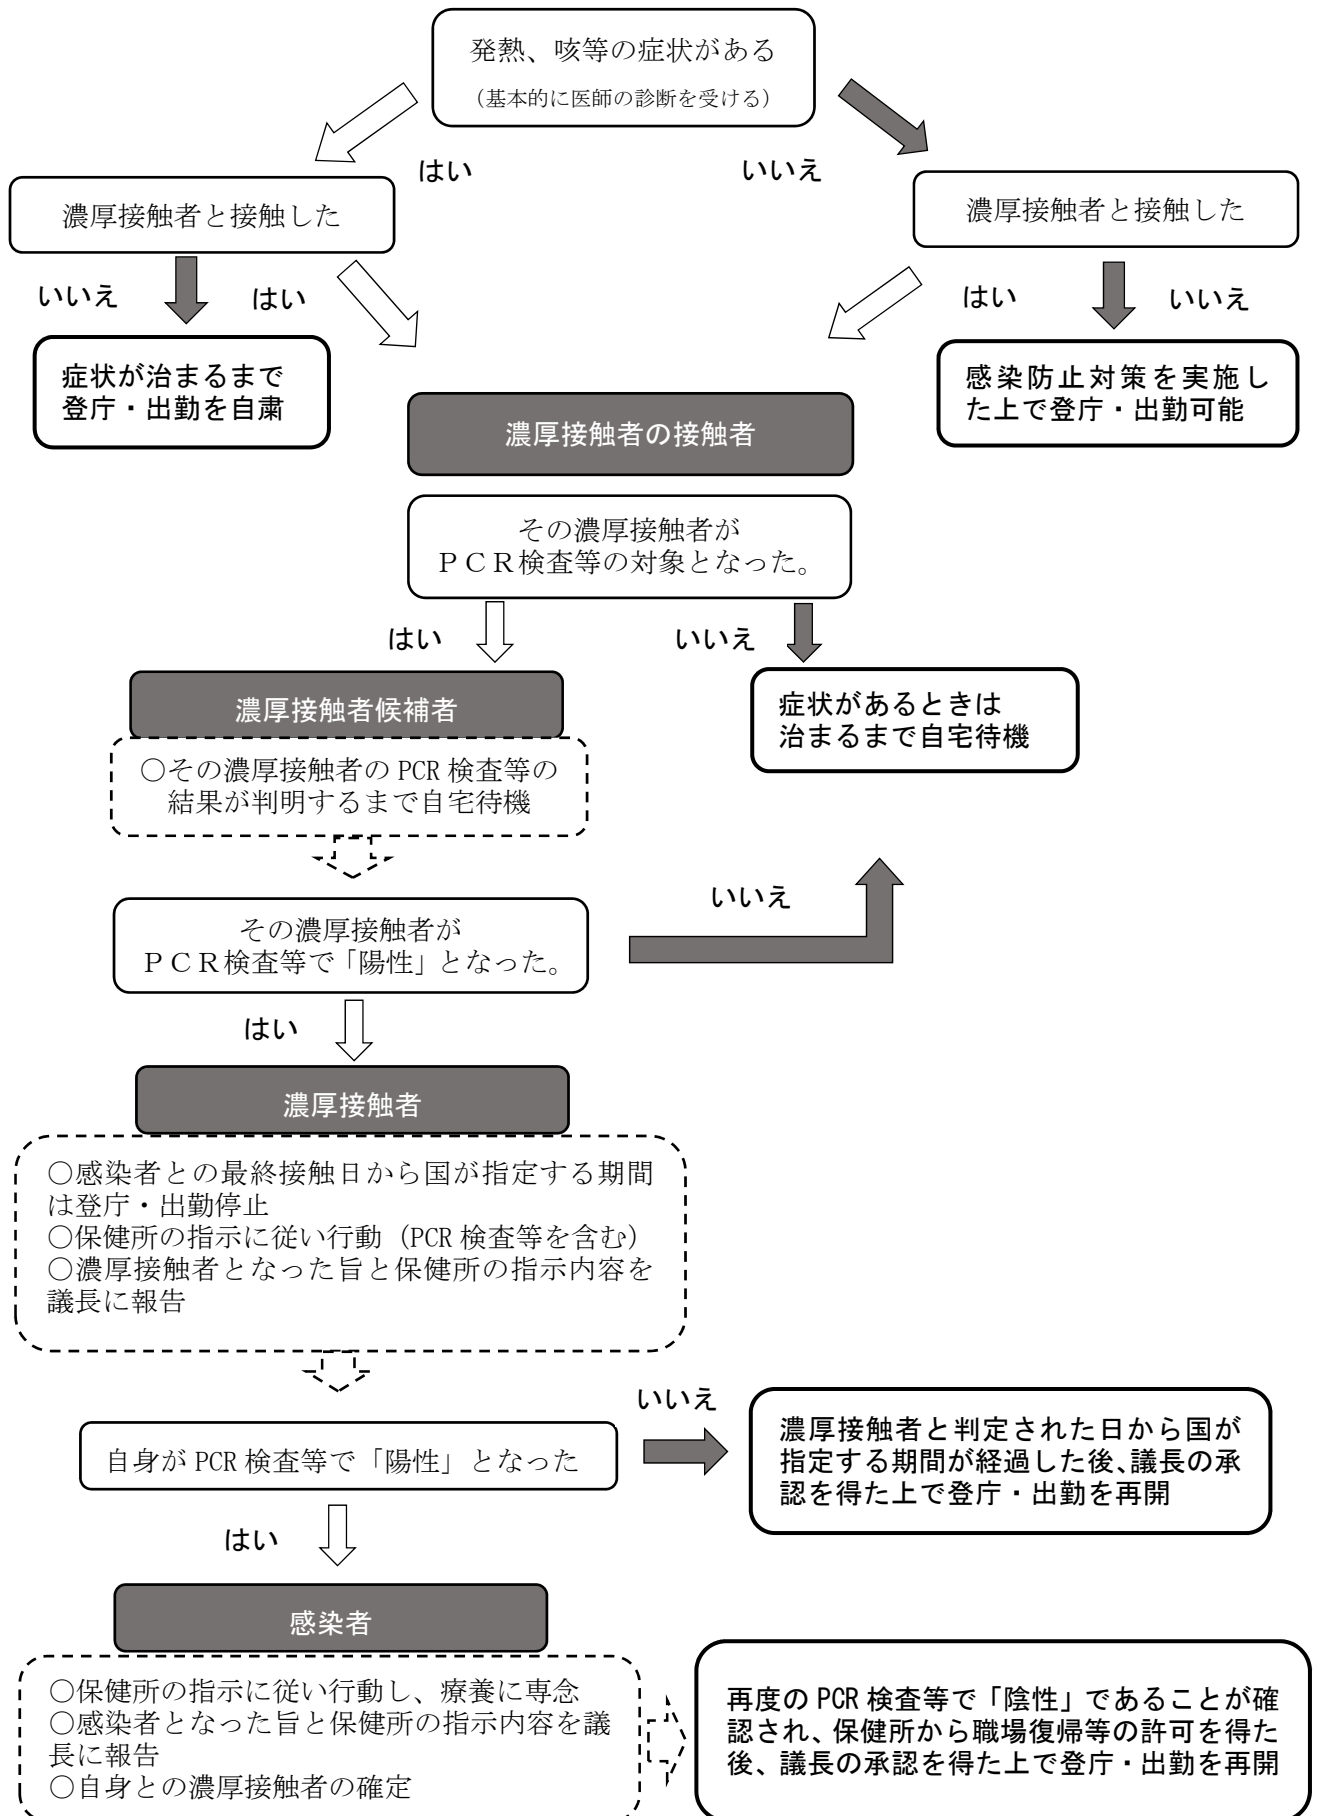 発熱、咳等の症状がある
（基本的に医師の診断を受ける）
はい
いいえ
濃厚接触者と接触した
濃厚接触者と接触した
いいえ
はい
はい
いいえ
症状が治まるまで
登庁・出勤を自粛
感染防止対策を実施し
た上で登庁・出勤可能
濃厚接触者の接触者
その濃厚接触者が
ＰＣＲ検査等の対象となった。
はい
いいえ
濃厚接触者候補者
症状があるときは
治まるまで自宅待機
○その濃厚接触者の PCR 検査等の
結果が判明するまで自宅待機
いいえ
その濃厚接触者が
ＰＣＲ検査等で「陽性」となった。
はい
濃厚接触者
○感染者との最終接触日から国が指定する期間
は登庁・出勤停止
○保健所の指示に従い行動（PCR 検査等を含む）
○濃厚接触者となった旨と保健所の指示内容を
議長に報告
いいえ
自身が PCR 検査等で「陽性」となった
濃厚接触者と判定された日から国が
指定する期間が経過した後、議長の承
認を得た上で登庁・出勤を再開
はい
感染者
○保健所の指示に従い行動し、療養に専念
○感染者となった旨と保健所の指示内容を議
長に報告
○自身との濃厚接触者の確定
再度の PCR 検査等で「陰性」であることが確
認され、保健所から職場復帰等の許可を得た
後、議長の承認を得た上で登庁・出勤を再開